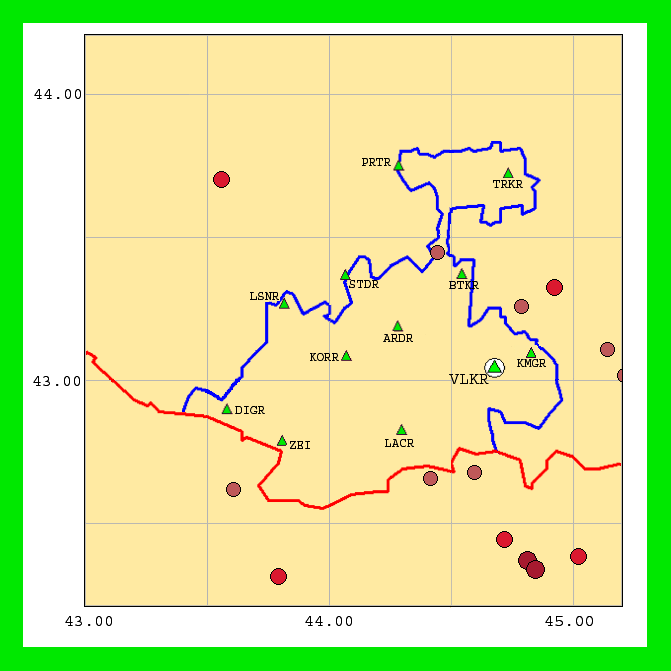 44.00
PRTR
TRKR
STDR
BTKR
LSNR
ARDR
KORR
KMGR
43.00
VLKR
DIGR
ZEI
LACR
43.00 44.00 45.00